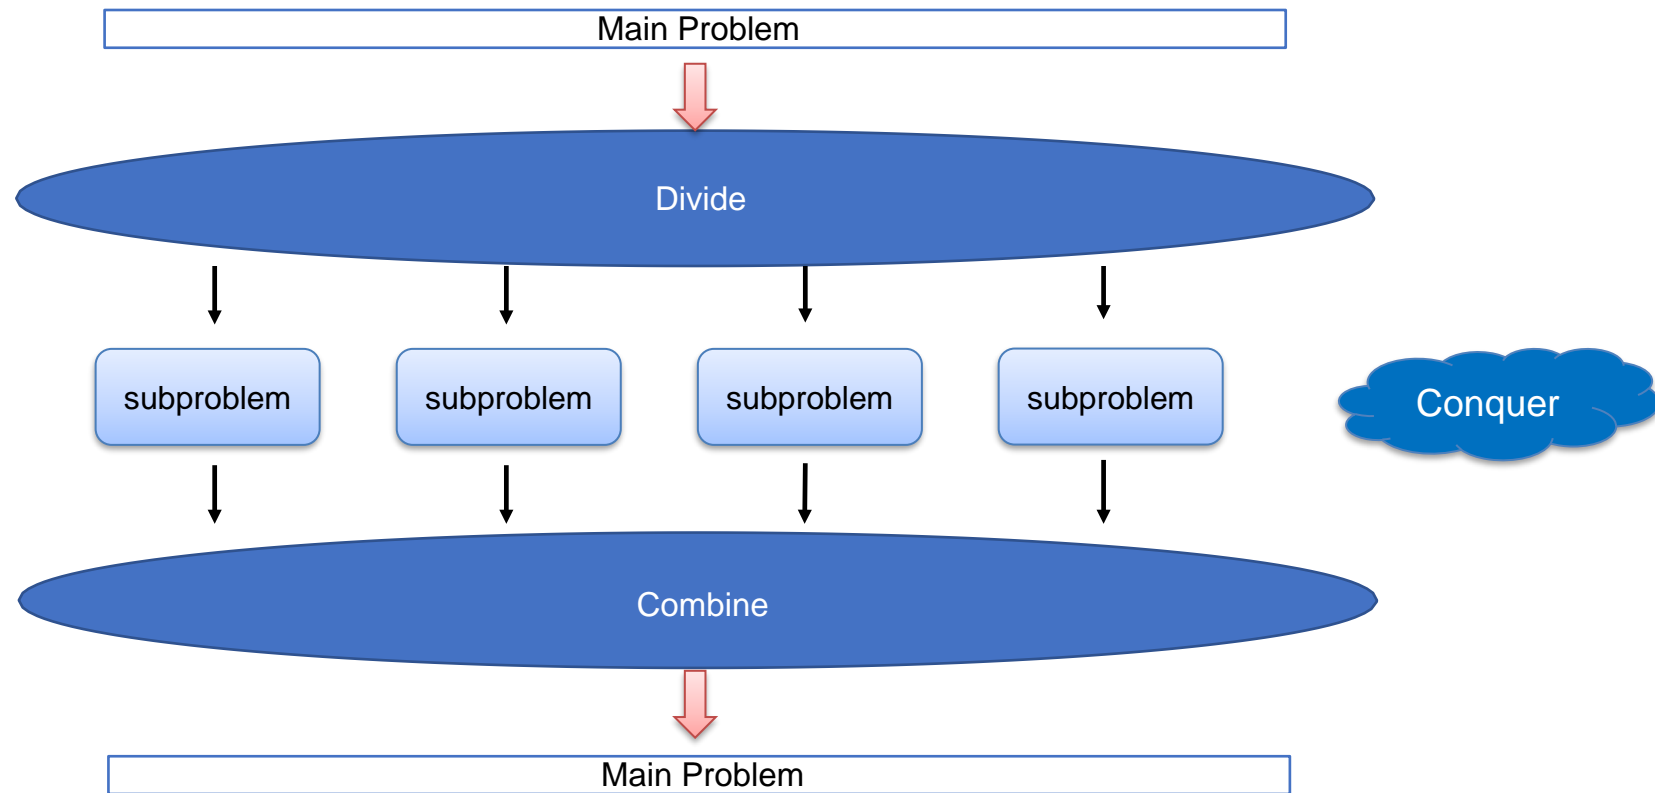 Main Problem
Divide
subproblem
subproblem
subproblem
subproblem
Conquer
Combine
Main Problem